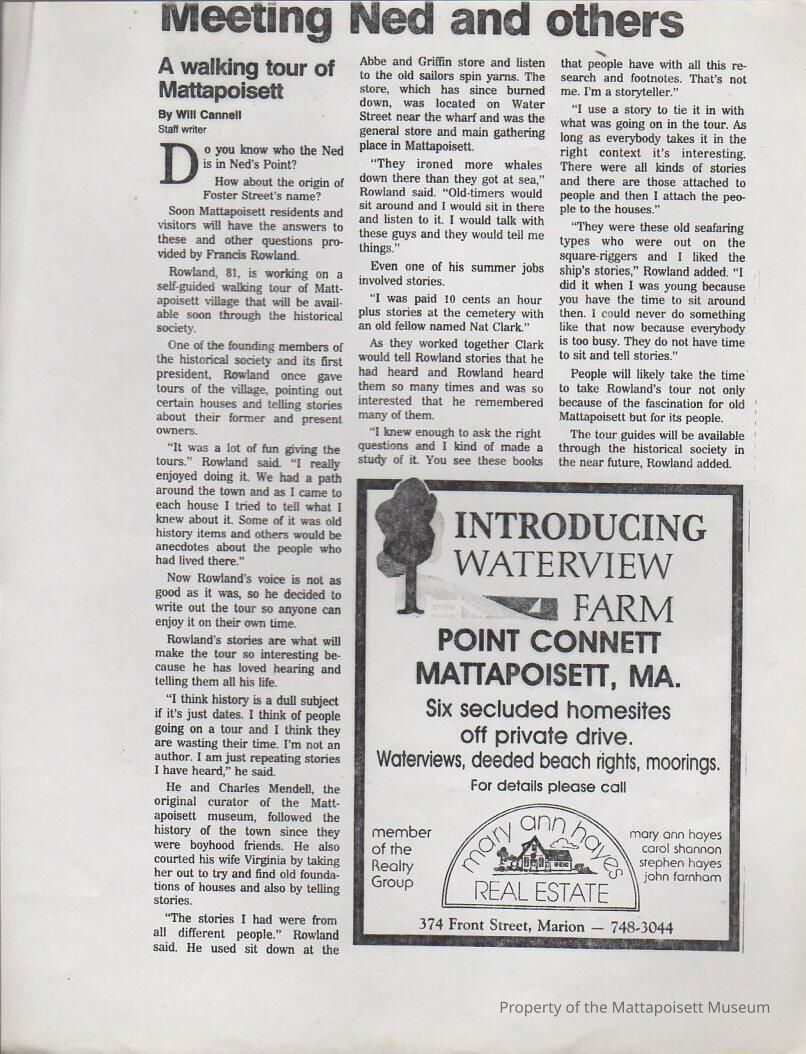 Meeting Ned and others
A walking tour of
Mattapoisett
By Will Cannell
Staff writer
Do you know who the Ned
is in Ned's Point?
How about the origin of
Foster Street's name?
Soon Mattapoisett residents and
visitors will have the answers to
these and other questions pro-
vided by Francis Rowland.
Rowland, 81, is working on a
self-guided walking tour of Matt-
apoisett village that will be avail-
able soon through the historical
society.
One of the founding members of
the historical society and its first
president, Rowland once gave
tours of the village, pointing out
certain houses and telling stories
about their former and present
owners.
"It was a lot of fun giving the
tours." Rowland said. "I really
enjoyed doing it. We had a path
around the town and as I came to
each house I tried to tell what I
knew about it. Some of it was old
history items and others would be
anecdotes about the people who
had lived there."
Now Rowland's voice is not as
good as it was, so he decided to
write out the tour so anyone can
enjoy it on their own time.
Rowland's stories are what will
make the tour so interesting be-
cause he has loved hearing and
telling them all his life.
"I think history is a dull subject
if it's just dates. I think of people
going on a tour and I think they
are wasting their time. I'm not an
author. I am just repeating stories
I have heard," he said.
He and Charles Mendell, the
original curator of the Matt-
apoisett museum, followed the
history of the town since they
were boyhood friends. He also
courted his wife Virginia by taking
her out to try and find old founda-
tions of houses and also by telling
stories.
"The stories I had were from
all different people." Rowland
said. He used sit down at the
Abbe and Griffin store and listen
to the old sailors spin yarns. The
store, which has since burned
down, was located on Water
Street near the wharf and was the
general store and main gathering
place in Mattapoisett.
"They ironed more whales
down there than they got at sea,"
Rowland said. "Old-timers would
sit around and I would sit in there
and listen to it. I would talk with
these guys and they would tell me
things."
Even one of his summer jobs
involved stories.
"I was paid 10 cents an hour
plus stories at the cemetery with
an old fellow named Nat Clark."
As they worked together Clark
would tell Rowland stories that he
had heard and Rowland heard
them so many times and was so
interested that he remembered
many of them.
"I knew enough to ask the right
questions and I kind of made a
study of it. You see these books
that people have with all this re-
search and footnotes. That's not
me. I'm a storyteller."
"I use a story to tie it in with
what was going on in the tour. As
long as everybody takes it in the
right context it's interesting.
There were all kinds of stories
and there are those attached to
people and then I attach the peo-
ple to the houses."
"They were those old seafaring
types who were out on the
square-riggers and I liked the
ship's stories," Rowland added. "I
did it when I was young because
you have the time to sit around
then. I could never do something
like that now because everybody
is too busy. They do not have time
to sit and tell stories."
People will likely take the time
to take Rowland's tour not only
because of the fascination for old
Mattapoisett but for its people.
The tour guides will be available
through the historical society in
the near future, Rowland added.
INTRODUCING
WATERVIEW
FARM
POINT CONNETT
MATTAPOISETT, MA.
Six secluded homesites
off private drive.
Waterviews, deeded beach rights, moorings.
For details please call
member
of the
Realty
Group
mary ann hayes
REAL ESTATE
mary ann hayes
carol shannon
stephen hayes
john farnham
374 Front Street, Marion — 748-3044
Property of the Mattapoisett Museum